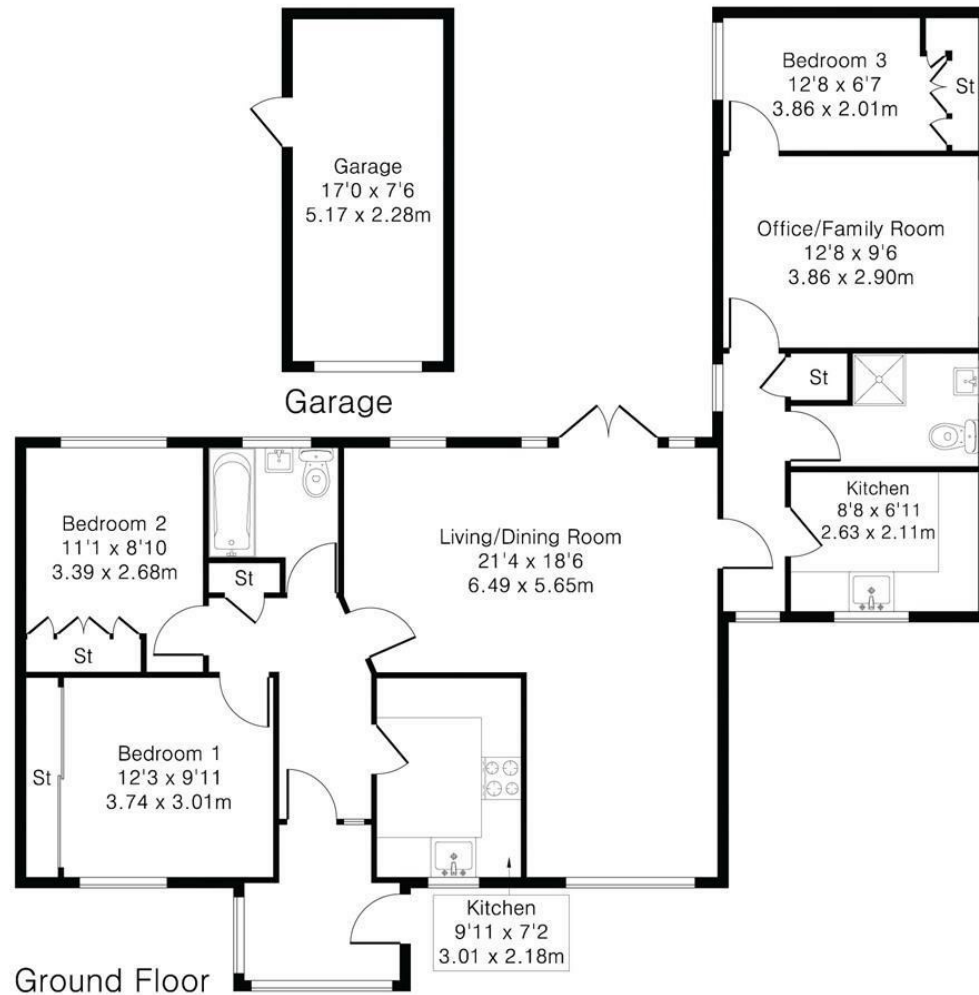 Bedroom 3
12'8 x 6'7
3.86 x 2.01m
St
Garage
17'0 x 7'6
5.17 x 2.28m
Office/Family Room
12'8 x 9'6
3.86 x 2.90m
St
Garage
Kitchen
8'8 x 6'11
2.63 x 2.11m
Bedroom 2
11'1 x 8'10
3.39 x 2.68m
St
Living/Dining Room
21'4 x 18'6
6.49 x 5.65m
St
Bedroom 1
12'3 x 9'11
3.74 x 3.01m
St
Kitchen
9'11 x 7'2
3.01 x 2.18m
Ground Floor